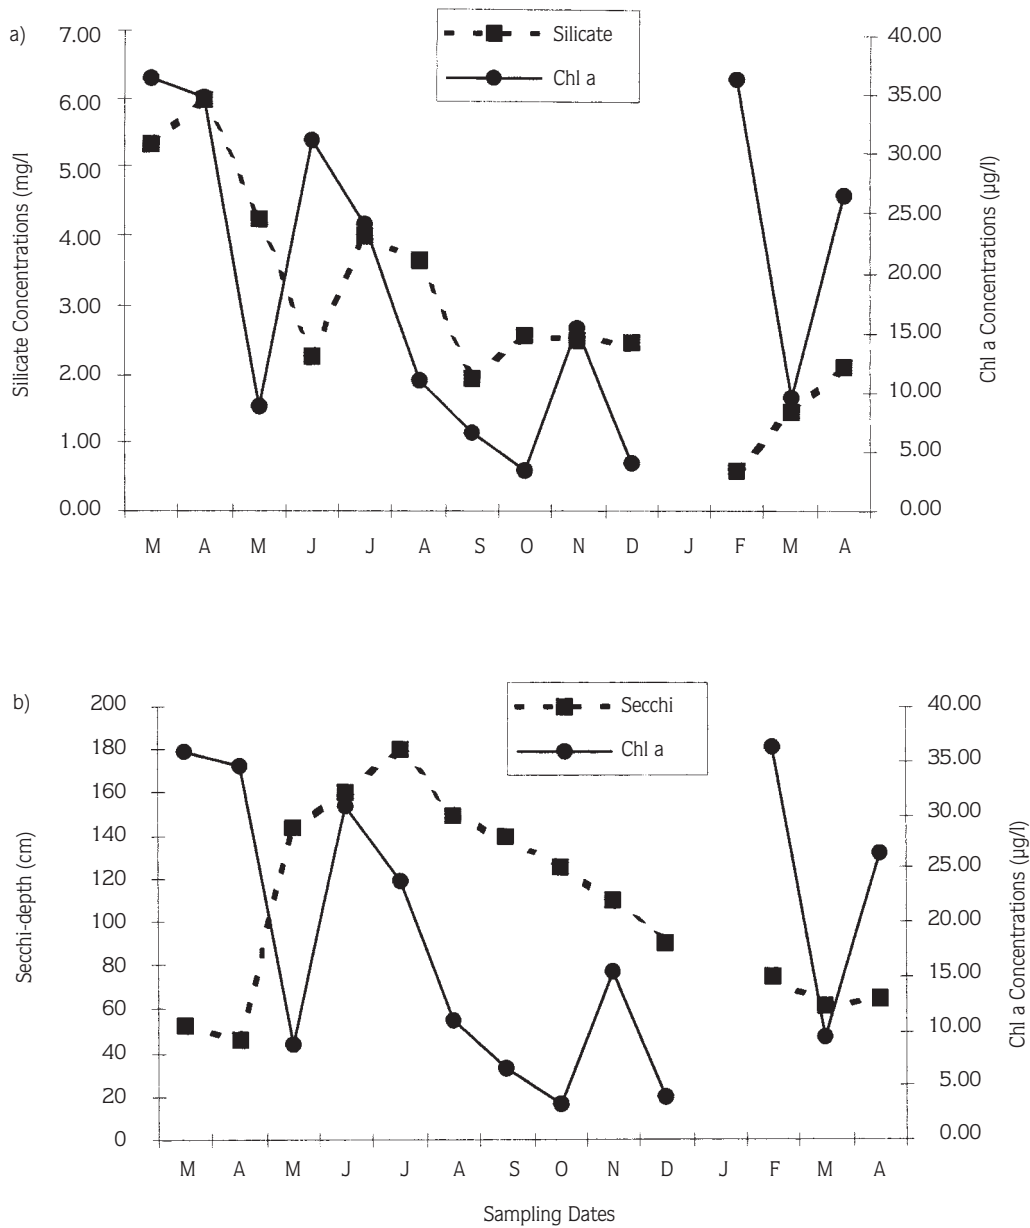 a)
Silicate
Chl a
7.00
6.00
5.00
4.00
3.00
2.00
1.00
0.00
Silicate Concentrations (mg/l
40.00
35.00
30.00
25.00
20.00
15.00
10.00
5.00
0.00
Chl a Concentrations (µg/l)
M A M J J A S O N D J F M A
b)
Secchi
Chl a
200
180
160
140
120
100
80
60
40
20
0
Secchi-depth (cm)
40.00
35.00
30.00
25.00
20.00
15.00
10.00
5.00
0.00
Chl a Concentrations (µg/l)
M A M J J A S O N D J F M A
Sampling Dates